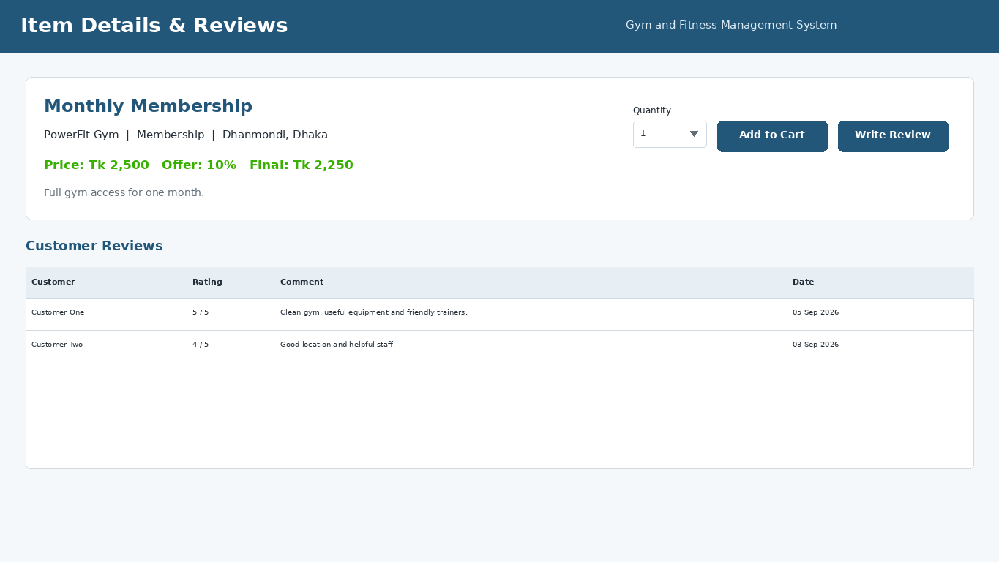 Item Details & Reviews
Gym and Fitness Management System
Monthly Membership
PowerFit Gym | Membership | Dhanmondi, Dhaka
Price: Tk 2,500 Offer: 10% Final: Tk 2,250
Full gym access for one month.
Quantity
1
Add to Cart
Write Review
Customer Reviews
Customer Rating Comment Date
Customer One 5 / 5 Clean gym, useful equipment and friendly trainers. 05 Sep 2026
Customer Two 4 / 5 Good location and helpful staff. 03 Sep 2026